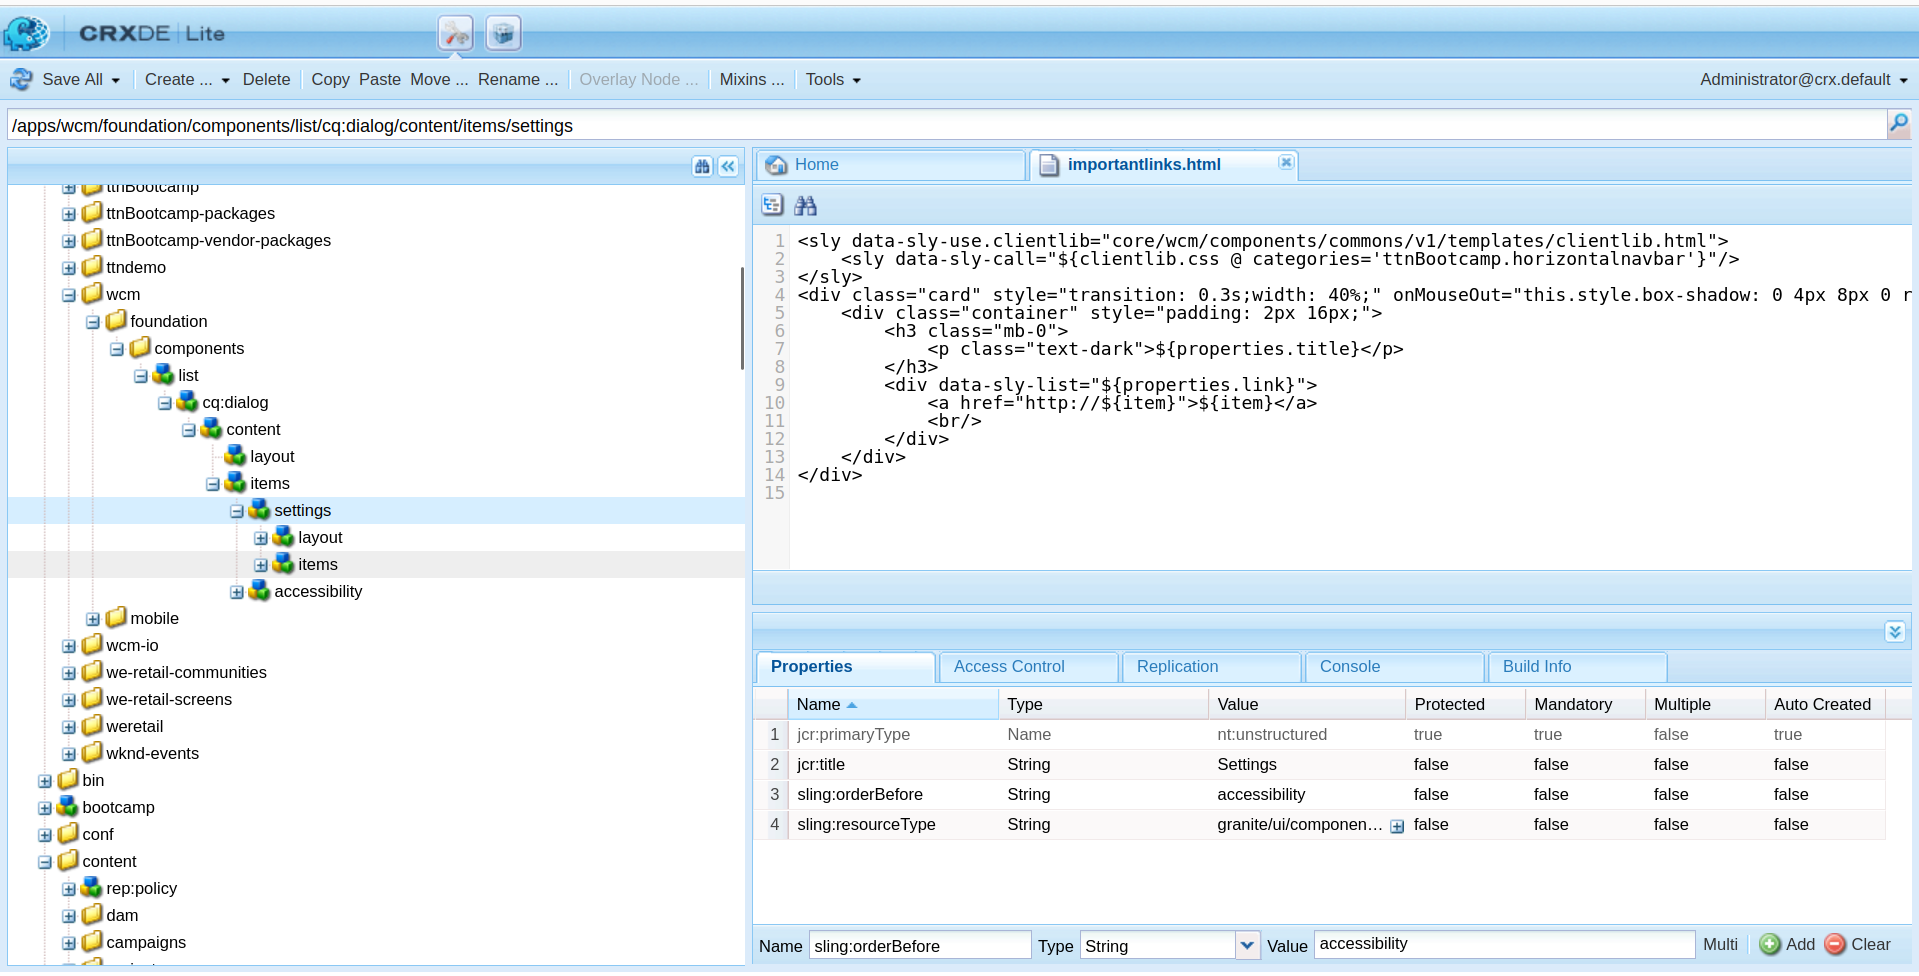 CRXDE | Lite
Save All Create ... Delete Copy Paste Move ... Rename ... Overlay Node ... Mixins ... Tools Administrator@crx.default
/apps/wcm/foundation/components/list/cq:dialog/content/items/settings
ttnBootcamp
ttnBootcamp-packages
ttnBootcamp-vendor-packages
ttndemo
wcm
foundation
components
list
cq:dialog
content
layout
items
settings
layout
items
accessibility
mobile
wcm-io
we-retail-communities
we-retail-screens
weretail
wknd-events
bin
bootcamp
conf
content
rep:policy
dam
campaigns
Home importantlinks.html
1 <sly data-sly-use.clientlib="core/wcm/components/commons/v1/templates/clientlib.html">
2     <sly data-sly-call="${clientlib.css @ categories='ttnBootcamp.horizontalnavbar'}"/>
3 </sly>
4 <div class="card" style="transition: 0.3s;width: 40%;" onMouseOut="this.style.box-shadow: 0 4px 8px 0 r
5     <div class="container" style="padding: 2px 16px;">
6         <h3 class="mb-0">
7             <p class="text-dark">${properties.title}</p>
8         </h3>
9         <div data-sly-list="${properties.link}">
10             <a href="http://${item}">${item}</a>
11             <br/>
12         </div>
13     </div>
14 </div>
15
Properties Access Control Replication Console Build Info
Name Type Value Protected Mandatory Multiple Auto Created
1 jcr:primaryType Name nt:unstructured true true false true
2 jcr:title String Settings false false false false
3 sling:orderBefore String accessibility false false false false
4 sling:resourceType String granite/ui/componen... false false false false
Name sling:orderBefore Type String Value accessibility Multi Add Clear